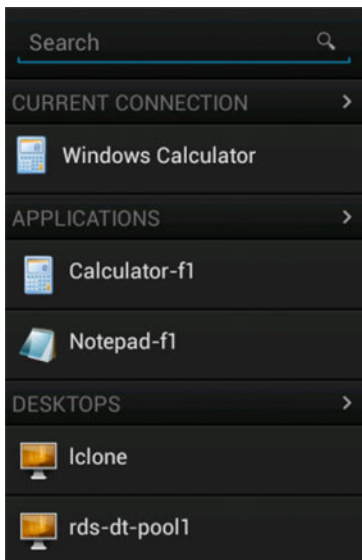 Search
CURRENT CONNECTION
Windows Calculator
APPLICATIONS
Calculator-f1
Notepad-f1
DESKTOPS
lclone
rds-dt-pool1